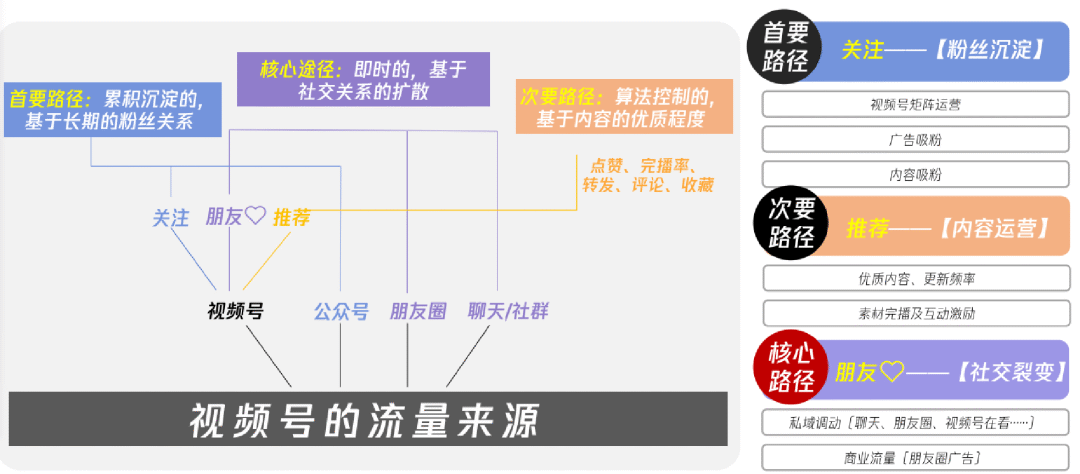 首要路径：累积沉淀的，
基于长期的粉丝关系
核心途径：即时的，基于
社交关系的扩散
次要路径：算法控制的，
基于内容的优质程度
点赞、完播率、
转发、评论、收藏
关注
朋友♡
推荐
视频号
公众号
朋友圈
聊天/社群
视频号的流量来源
首要
路径
关注——【粉丝沉淀】
视频号矩阵运营
广告吸粉
内容吸粉
次要
路径
推荐——【内容运营】
优质内容、更新频率
素材完播及互动激励
核心
路径
朋友♡——【社交裂变】
私域调动〔聊天、朋友圈、视频号在看……〕
商业流量〔朋友圈广告〕